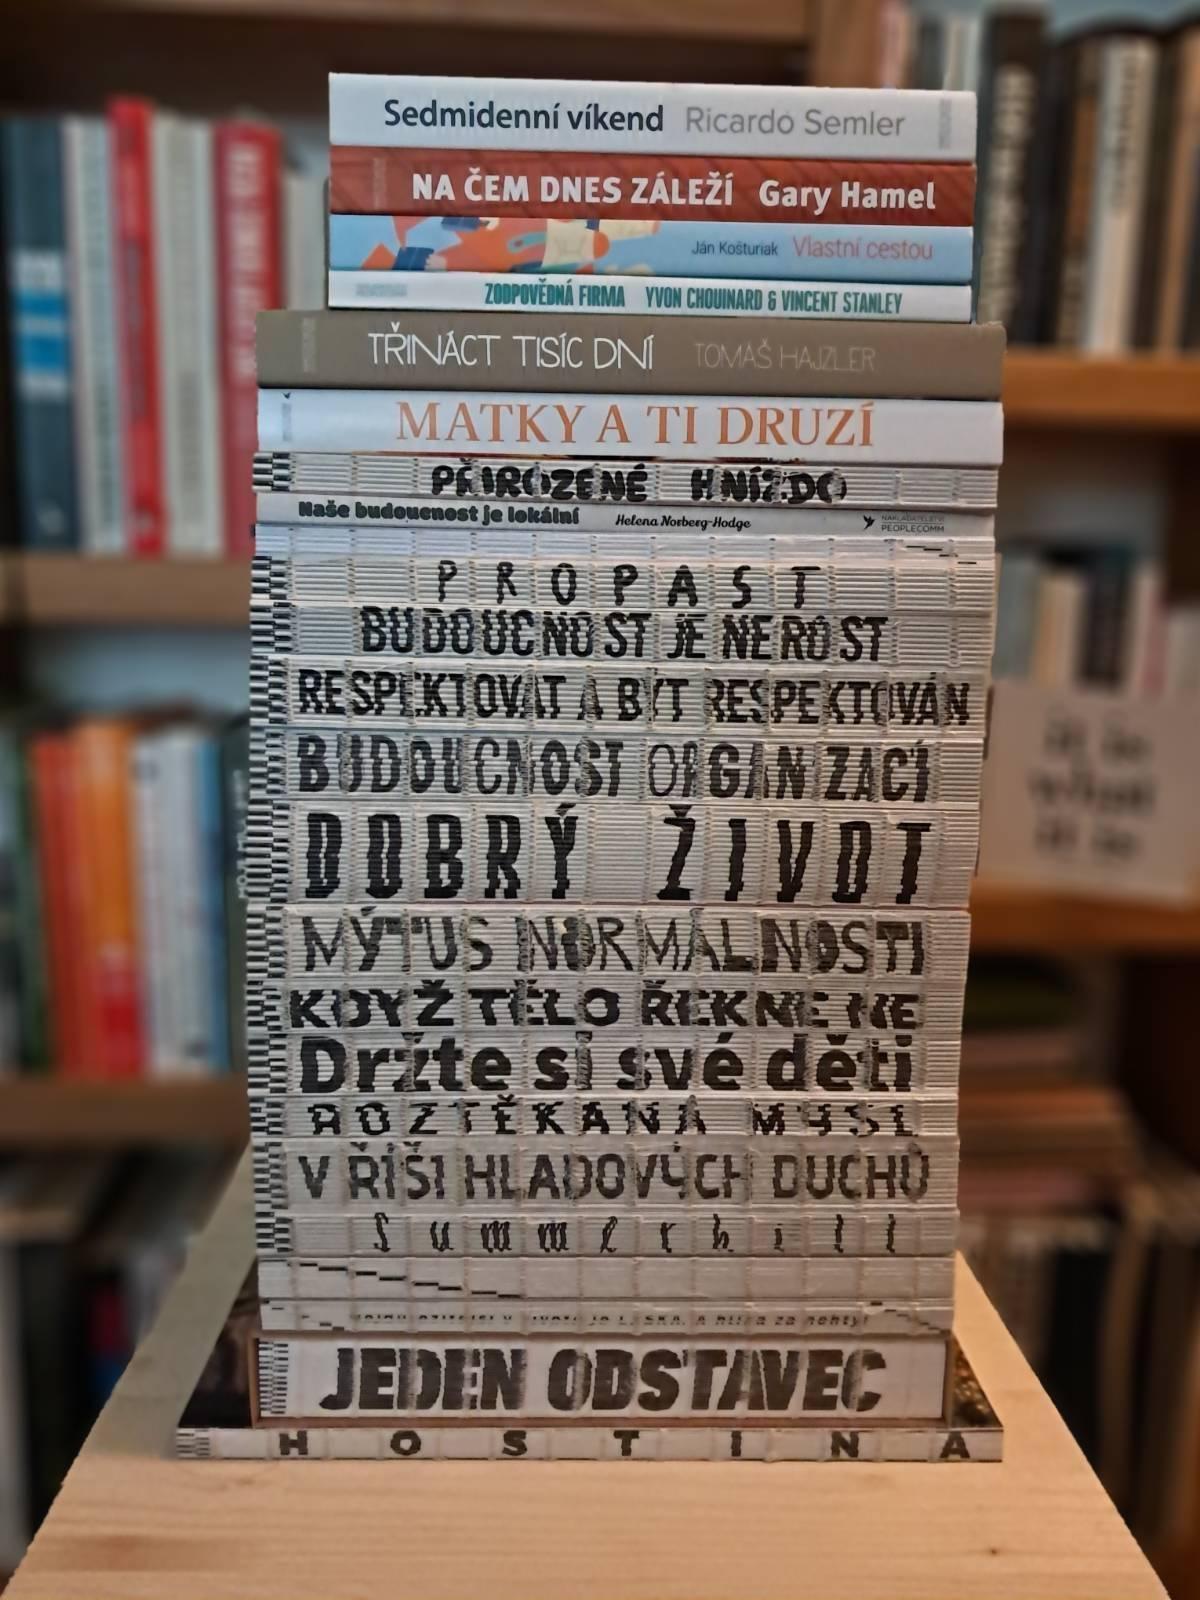 Sedmidenní víkend Ricardo Semler
NA ČEM DNES ZÁLEŽÍ Gary Hamel
Ján Košturiak Vlastní cestou
ZODPOVĚDNÁ FIRMA YVON CHOUINARD & VINCENT STANLEY
TŘINÁCT TISÍC DNÍ TOMÁŠ HAJZLER
MATKY A TI DRUZÍ
PŘIROZENÉ HNÍZDO
Naše budoucnost je lokální Helena Norberg-Hodge NAKLADATELSTVÍ
PEOPLECOMM
PROPAST
BUDOUCNOST JE NERŮST
RESPEKTOVAT A BÝT RESPEKTOVÁN
BUDOUCNOST ORGANIZACÍ
DOBRÝ ŽIVOT
MÝTUS NORMÁLNOSTI
KDYŽ TĚLO ŘEKNE NE
Držte si své děti
ROZTĚKANÁ MYSL
V ŘÍŠI HLADOVÝCH DUCHŮ
Summerhill
JEDEN ODSTAVEC
HOSTINA